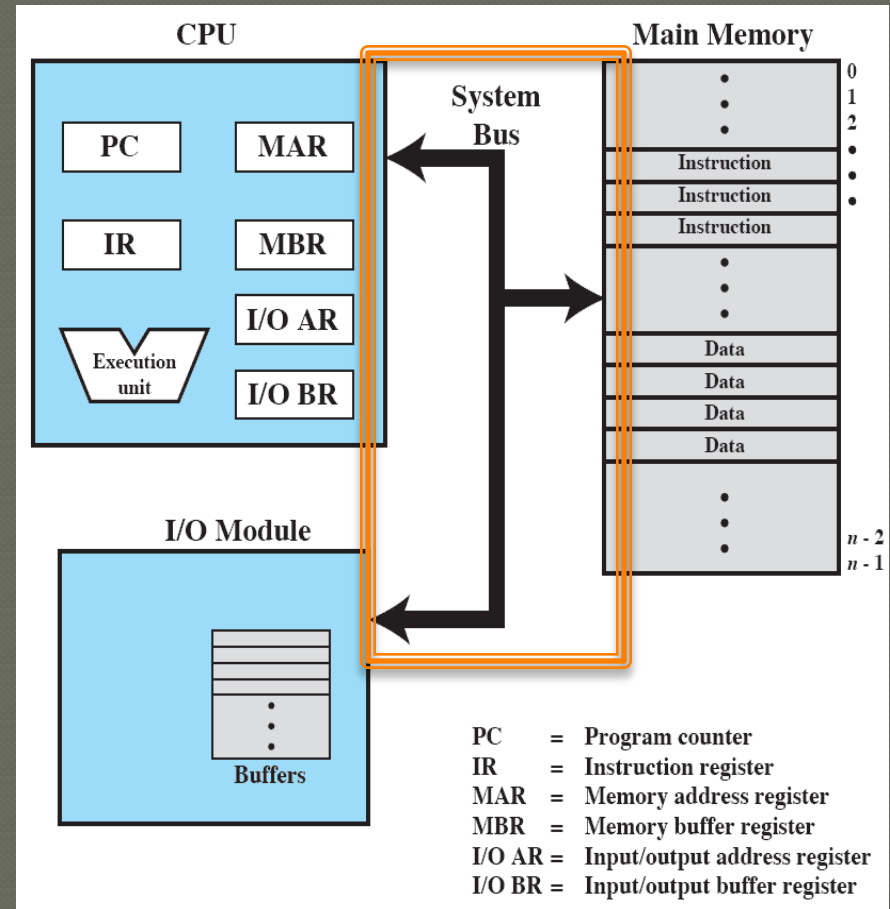 CPU
PC
MAR
IR
MBR
I/O AR
I/O BR
Execution
unit
System
Bus
Main Memory
0
1
2
Instruction
Instruction
Instruction
Data
Data
Data
Data
n - 2
n - 1
I/O Module
Buffers
PC = Program counter
IR = Instruction register
MAR = Memory address register
MBR = Memory buffer register
I/O AR = Input/output address register
I/O BR = Input/output buffer register